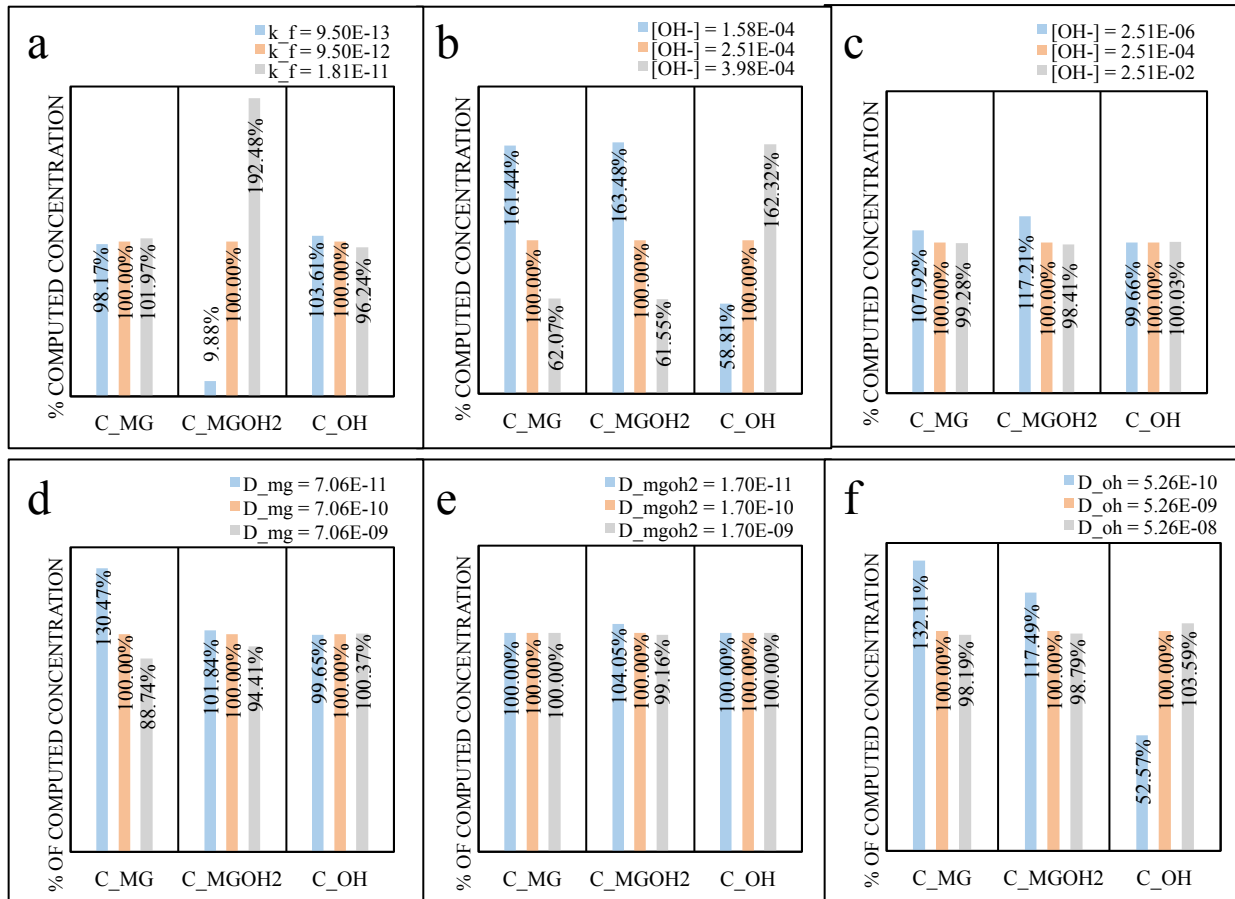 a
k_f = 9.50E-13
k_f = 9.50E-12
k_f = 1.81E-11
% COMPUTED CONCENTRATION
98.17%
100.00%
101.97%
9.88%
100.00%
192.48%
103.61%
100.00%
96.24%
C_MG
C_MGOH2
C_OH
b
[OH-] = 1.58E-04
[OH-] = 2.51E-04
[OH-] = 3.98E-04
% COMPUTED CONCENTRATION
161.44%
100.00%
62.07%
163.48%
100.00%
61.55%
58.81%
100.00%
162.32%
C_MG
C_MGOH2
C_OH
c
[OH-] = 2.51E-06
[OH-] = 2.51E-04
[OH-] = 2.51E-02
% COMPUTED CONCENTRATION
107.92%
100.00%
99.28%
117.21%
100.00%
98.41%
99.66%
100.00%
100.03%
C_MG
C_MGOH2
C_OH
d
D_mg = 7.06E-11
D_mg = 7.06E-10
D_mg = 7.06E-09
% OF COMPUTED CONCENTRATION
130.47%
100.00%
88.74%
101.84%
100.00%
94.41%
99.65%
100.00%
100.37%
C_MG
C_MGOH2
C_OH
e
D_mgoh2 = 1.70E-11
D_mgoh2 = 1.70E-10
D_mgoh2 = 1.70E-09
% OF COMPUTED CONCENTRATION
100.00%
100.00%
100.00%
104.05%
100.00%
99.16%
100.00%
100.00%
100.00%
C_MG
C_MGOH2
C_OH
f
D_oh = 5.26E-10
D_oh = 5.26E-09
D_oh = 5.26E-08
% OF COMPUTED CONCENTRATION
132.11%
100.00%
98.19%
117.49%
100.00%
98.79%
52.57%
100.00%
103.59%
C_MG
C_MGOH2
C_OH